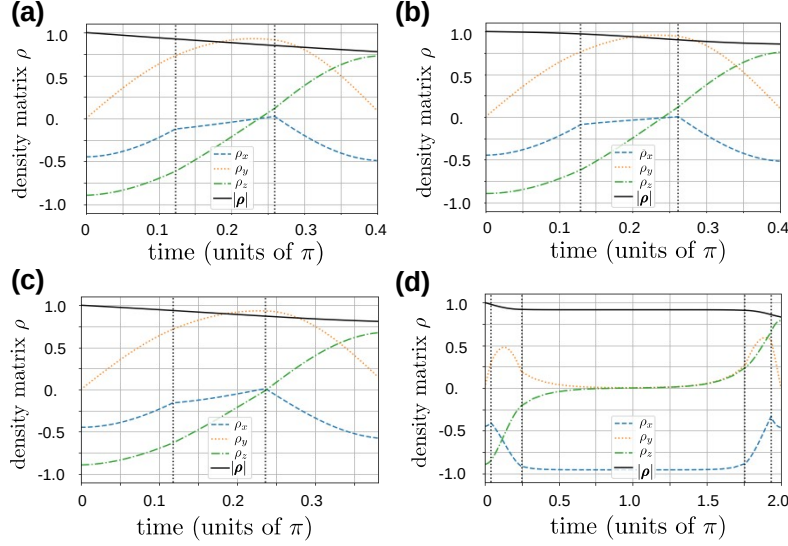 (a)
density matrix ρ
1.0
0.5
0
-0.5
-1.0
ρx
ρy
ρz
|ρ|
0 0.1 0.2 0.3 0.4
time (units of π)
(b)
density matrix ρ
1.0
0.5
0
-0.5
-1.0
ρx
ρy
ρz
|ρ|
0 0.1 0.2 0.3 0.4
time (units of π)
(c)
density matrix ρ
1.0
0.5
0.0
-0.5
-1.0
ρx
ρy
ρz
|ρ|
0 0.1 0.2 0.3
time (units of π)
(d)
density matrix ρ
1.0
0.5
0
-0.5
-1.0
ρx
ρy
ρz
|ρ|
0 0.5 1.0 1.5 2.0
time (units of π)